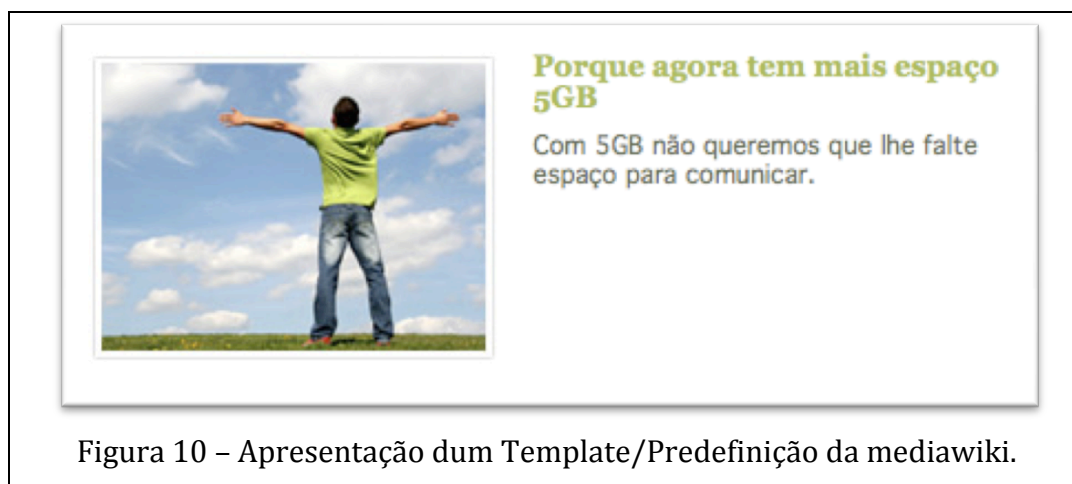 Porque agora tem mais espaço
5GB
Com 5GB não queremos que lhe falte
espaço para comunicar.
Figura 10 – Apresentação dum Template/Predefinição da mediawiki.